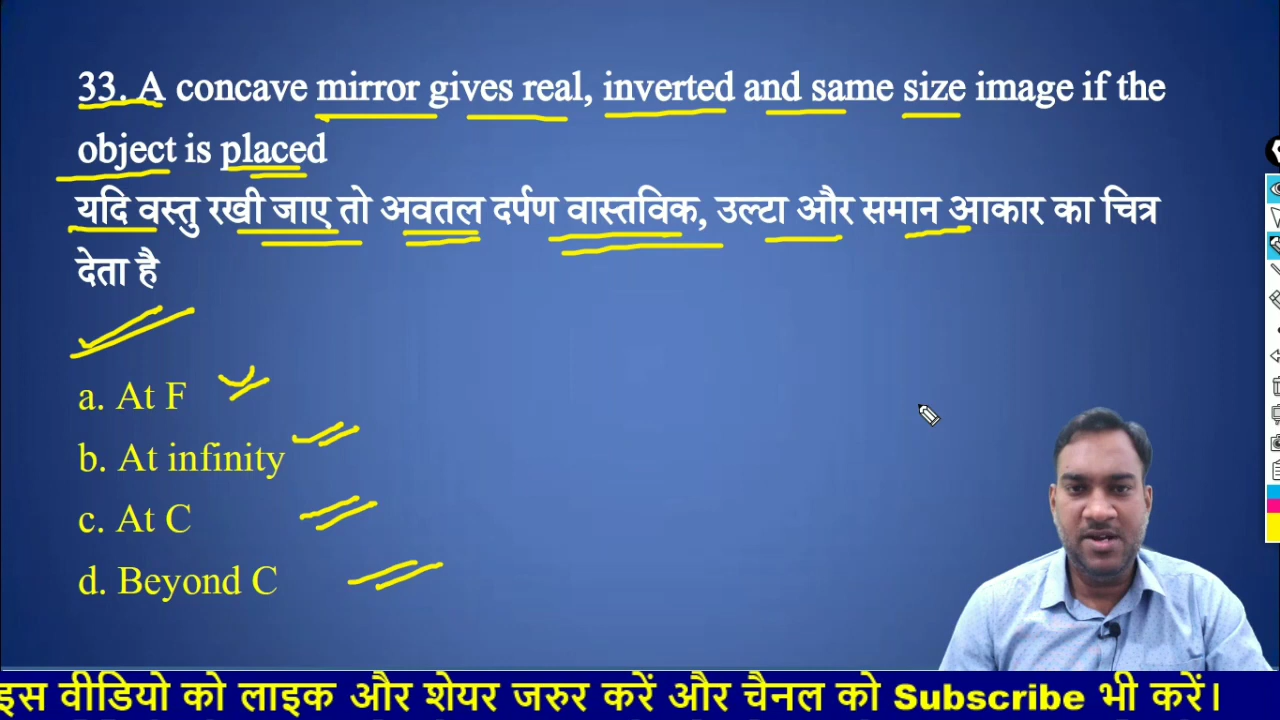 33. A concave mirror gives real, inverted and same size image if the
object is placed
यदि वस्तु रखी जाए तो अवतल दर्पण वास्तविक, उल्टा और समान आकार का चित्र
देता है
a. At F
b. At infinity
c. At C
d. Beyond C
इस वीडियो को लाइक और शेयर जरुर करें और चैनल को Subscribe भी करें।